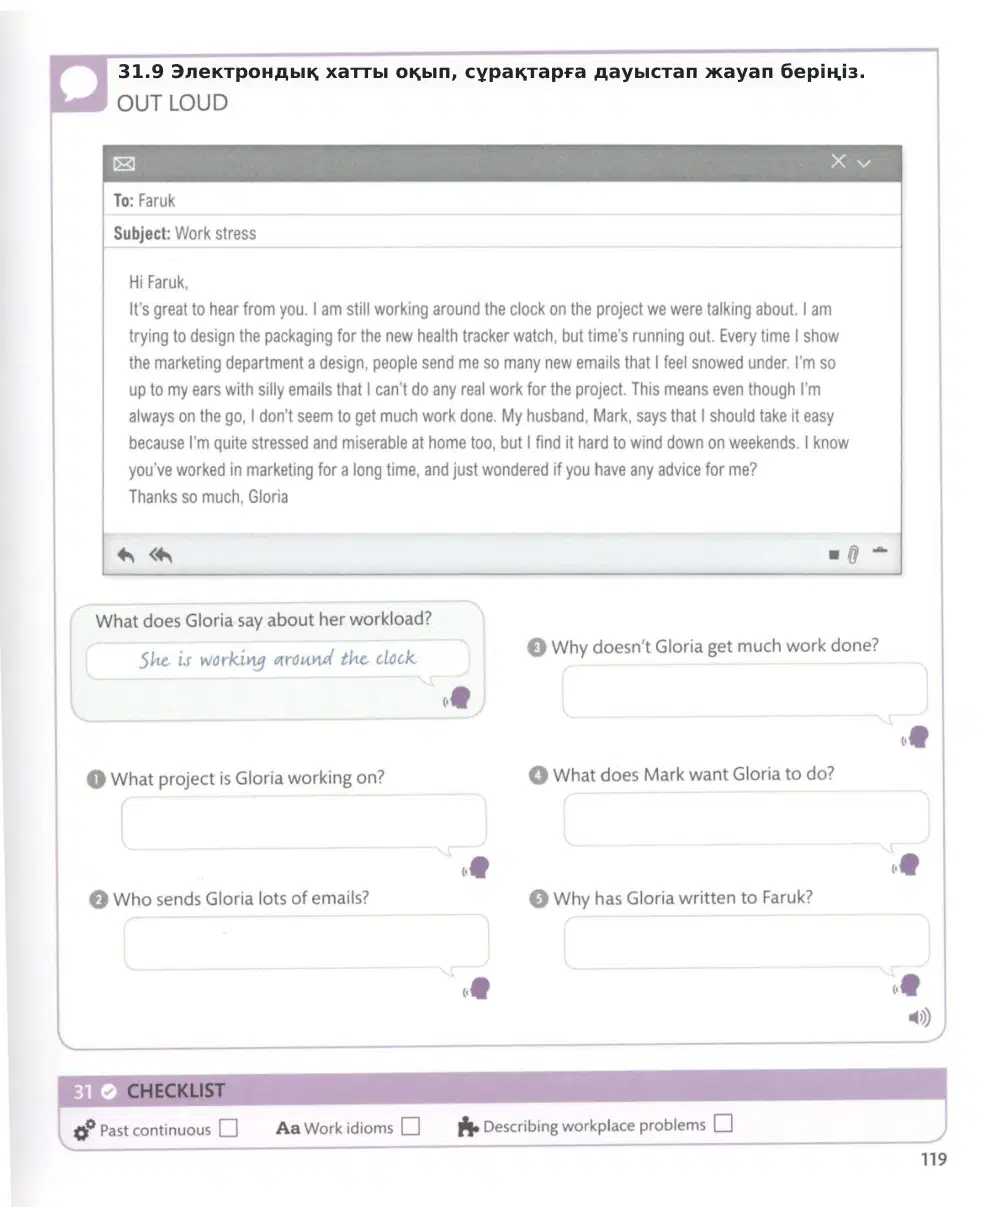 31.9 Электрондық хатты оқып, сұрақтарға дауыстап жауап беріңіз.
OUT LOUD
To: Faruk
Subject: Work stress
Hi Faruk,
It's great to hear from you. I am still working around the clock on the project we were talking about. I am
trying to design the packaging for the new health tracker watch, but time's running out. Every time I show
the marketing department a design, people send me so many new emails that I feel snowed under. I'm so
up to my ears with silly emails that I can't do any real work for the project. This means even though I'm
always on the go, I don't seem to get much work done. My husband, Mark, says that I should take it easy
because I'm quite stressed and miserable at home too, but I find it hard to wind down on weekends. I know
you've worked in marketing for a long time, and just wondered if you have any advice for me?
Thanks so much, Gloria
What does Gloria say about her workload?
She is working around the clock
1 What project is Gloria working on?
2 Who sends Gloria lots of emails?
3 Why doesn't Gloria get much work done?
4 What does Mark want Gloria to do?
5 Why has Gloria written to Faruk?
31 CHECKLIST
Past continuous
Aa Work idioms
Describing workplace problems
119